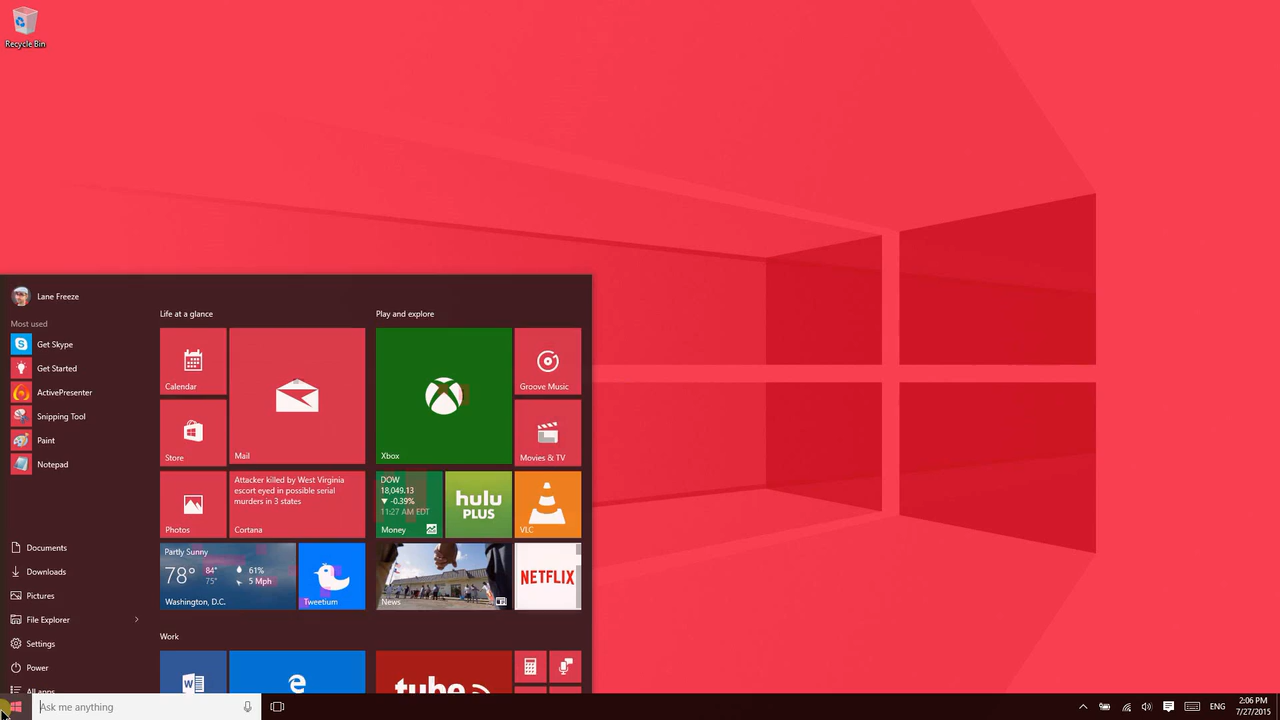 Recycle Bin
Lane Freeze
Most used
Get Skype
Get Started
ActivePresenter
Snipping Tool
Paint
Notepad
Documents
Downloads
Pictures
File Explorer
Settings
Power
All apps
Life at a glance
Calendar
Mail
Store
Photos
Attacker killed by West Virginia
escort eyed in possible serial
murders in 3 states
Cortana
Partly Sunny
78° 84° 61%
75° 5 Mph
Washington, D.C.
Tweetium
Play and explore
Xbox
Groove Music
Movies & TV
DOW
18,049.13
▼ -0.39%
11:27 AM EDT
Money
hulu
PLUS
VLC
News
NETFLIX
Work
W
e
tube
Ask me anything
ENG
2:06 PM
7/27/2015